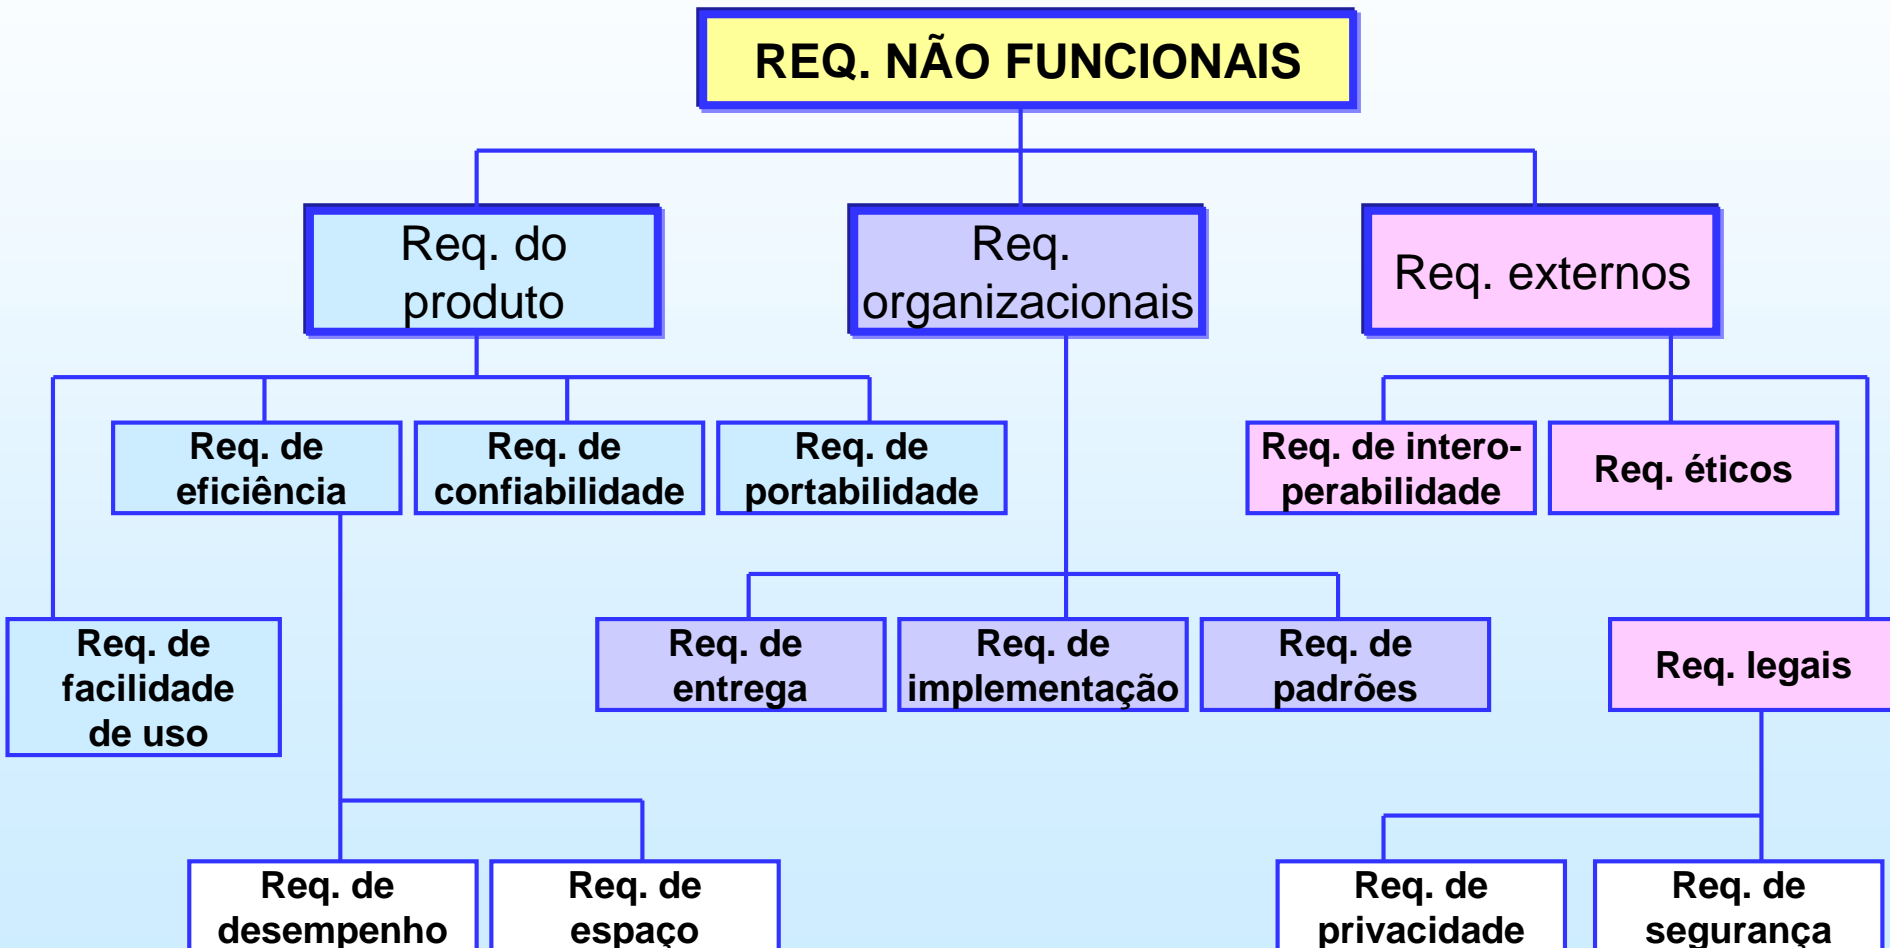 REQ. NÃO FUNCIONAIS
Req. do
produto
Req.
organizacionais
Req. externos
Req. de
eficiência
Req. de
confiabilidade
Req. de
portabilidade
Req. de intero-
perabilidade
Req. éticos
Req. de
facilidade
de uso
Req. de
entrega
Req. de
implementação
Req. de
padrões
Req. legais
Req. de
desempenho
Req. de
espaço
Req. de
privacidade
Req. de
segurança